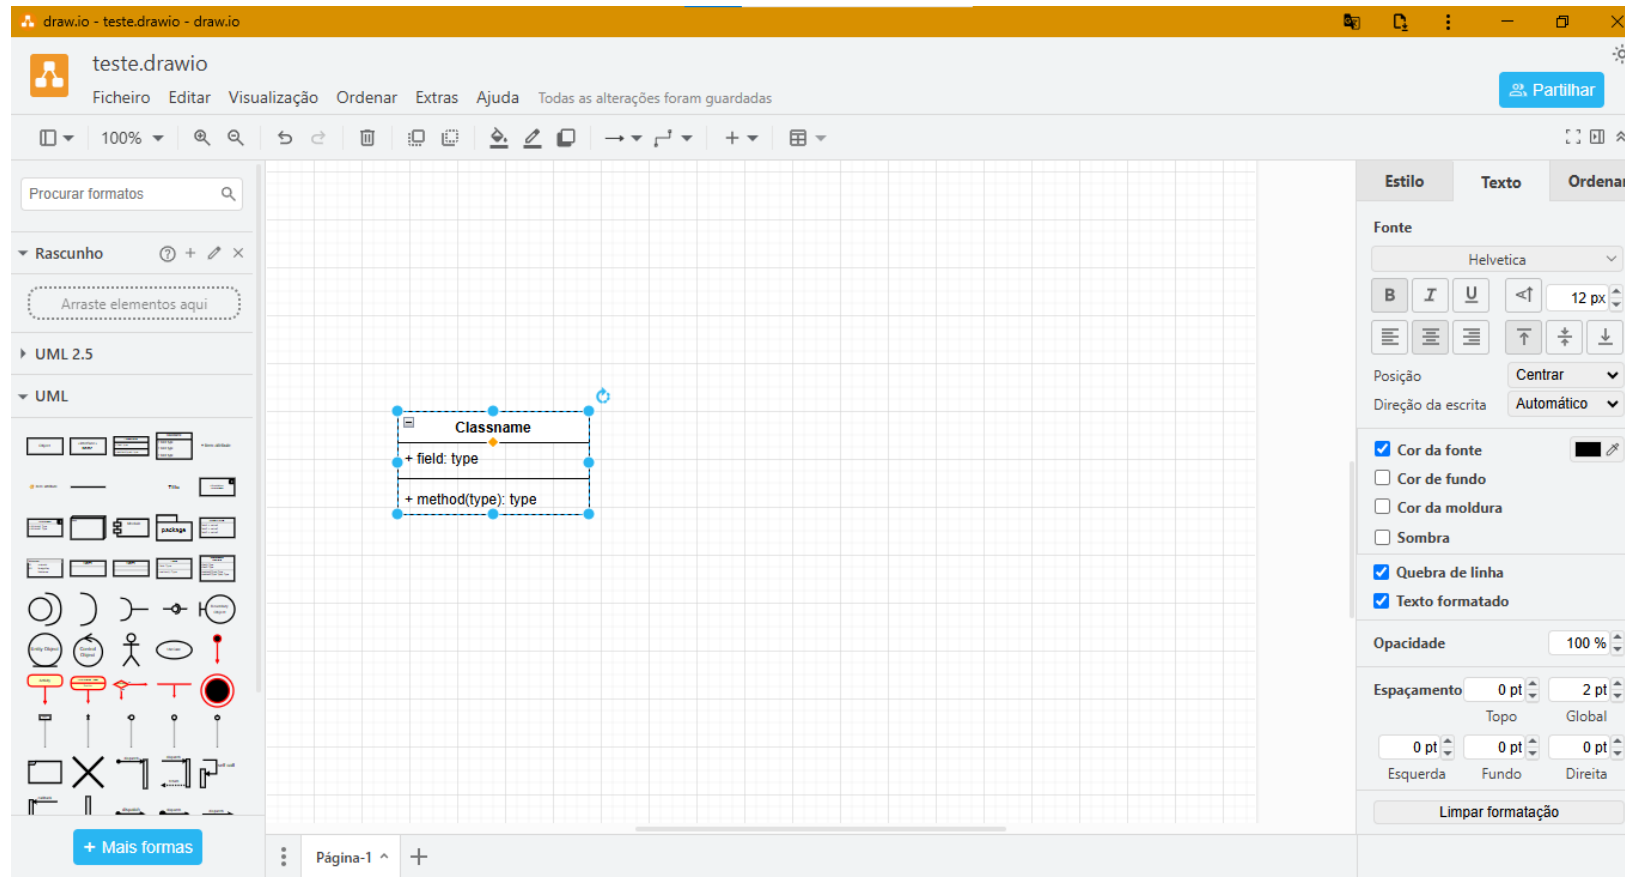 draw.io - teste.drawio - draw.io
teste.drawio
Ficheiro Editar Visualização Ordenar Extras Ajuda Todas as alterações foram guardadas
Partilhar
100%
Procurar formatos
Rascunho
Arraste elementos aqui
UML 2.5
UML
package
Mais formas
Classname
+ field: type
+ method(type): type
Página-1
Estilo Texto Ordenar
Fonte
Helvetica
B I U 12 px
Posição Centrar
Direção da escrita Automático
Cor da fonte
Cor de fundo
Cor da moldura
Sombra
Quebra de linha
Texto formatado
Opacidade 100 %
Espaçamento 0 pt 2 pt
Topo Global
0 pt 0 pt 0 pt
Esquerda Fundo Direita
Limpar formatação